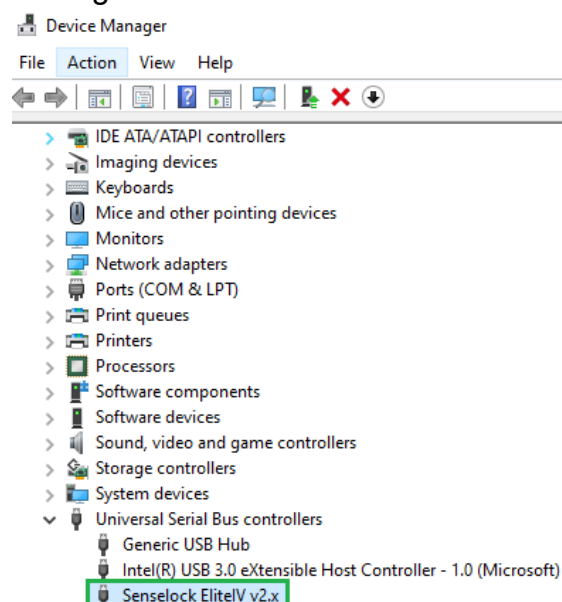 Device Manager
File Action View Help
IDE ATA/ATAPI controllers
Imaging devices
Keyboards
Mice and other pointing devices
Monitors
Network adapters
Ports (COM & LPT)
Print queues
Printers
Processors
Software components
Software devices
Sound, video and game controllers
Storage controllers
System devices
Universal Serial Bus controllers
Generic USB Hub
Intel(R) USB 3.0 eXtensible Host Controller - 1.0 (Microsoft)
Senselock EliteIV v2.x